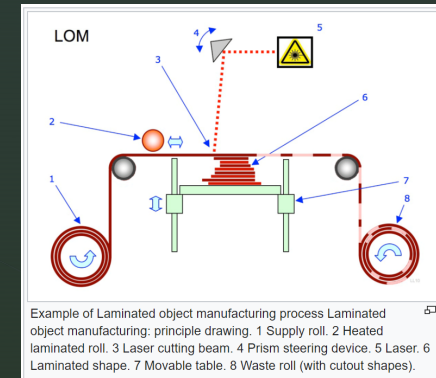 LOM
4
5
3
2
6
1
7
8
Example of Laminated object manufacturing process Laminated
object manufacturing: principle drawing. 1 Supply roll. 2 Heated
laminated roll. 3 Laser cutting beam. 4 Prism steering device. 5 Laser. 6
Laminated shape. 7 Movable table. 8 Waste roll (with cutout shapes).